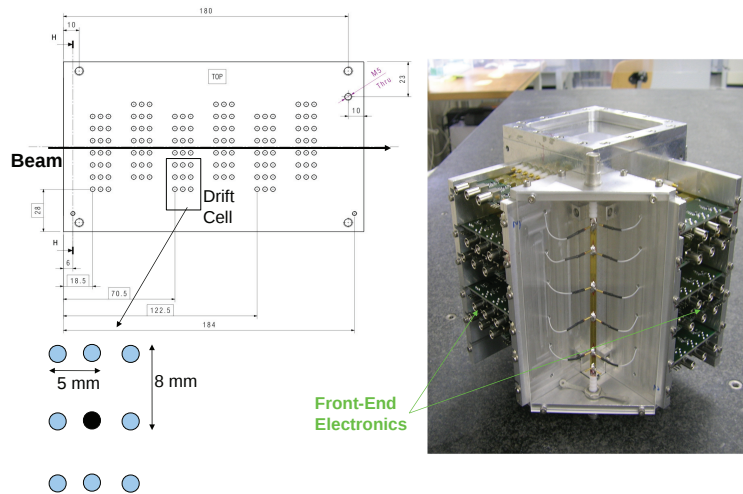 180
10
H
TOP
M5
Thru
23
10
Beam
Drift
Cell
28
H
6
18.5
70.5
122.5
184
5 mm
8 mm
Front-End
Electronics